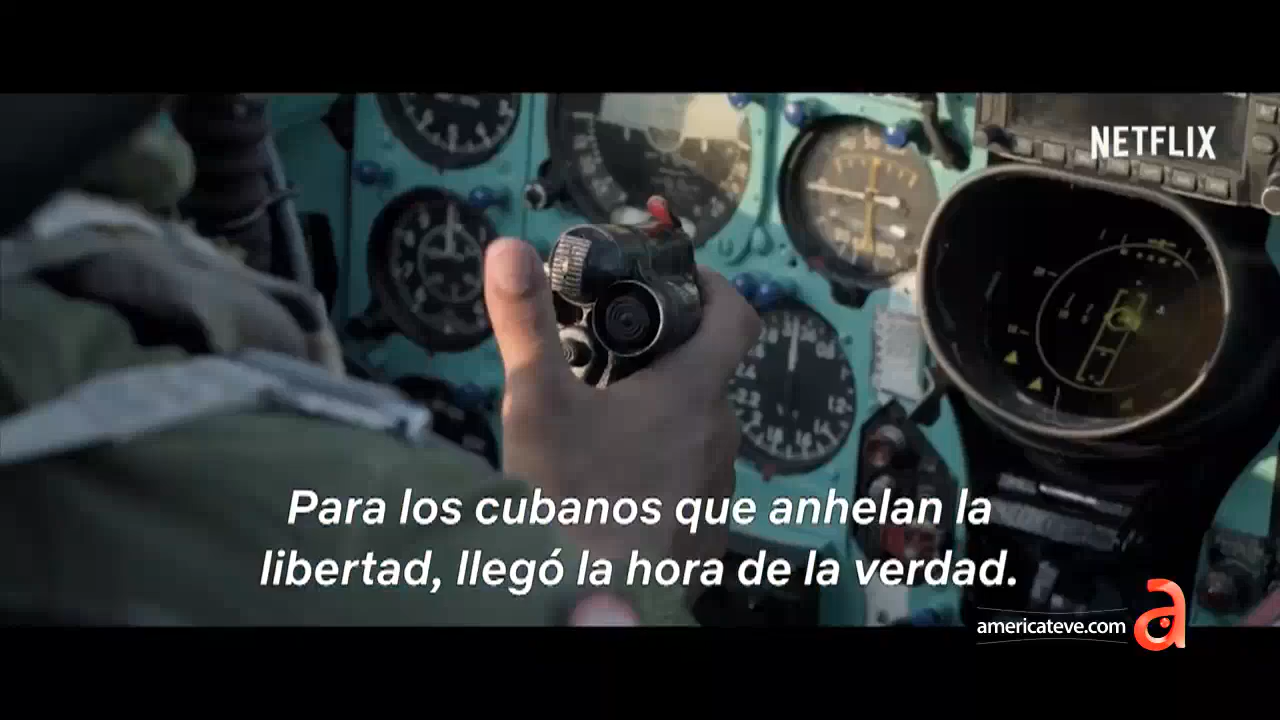 NETFLIX
Para los cubanos que anhelan la
libertad, llegó la hora de la verdad.
americateve.com
a